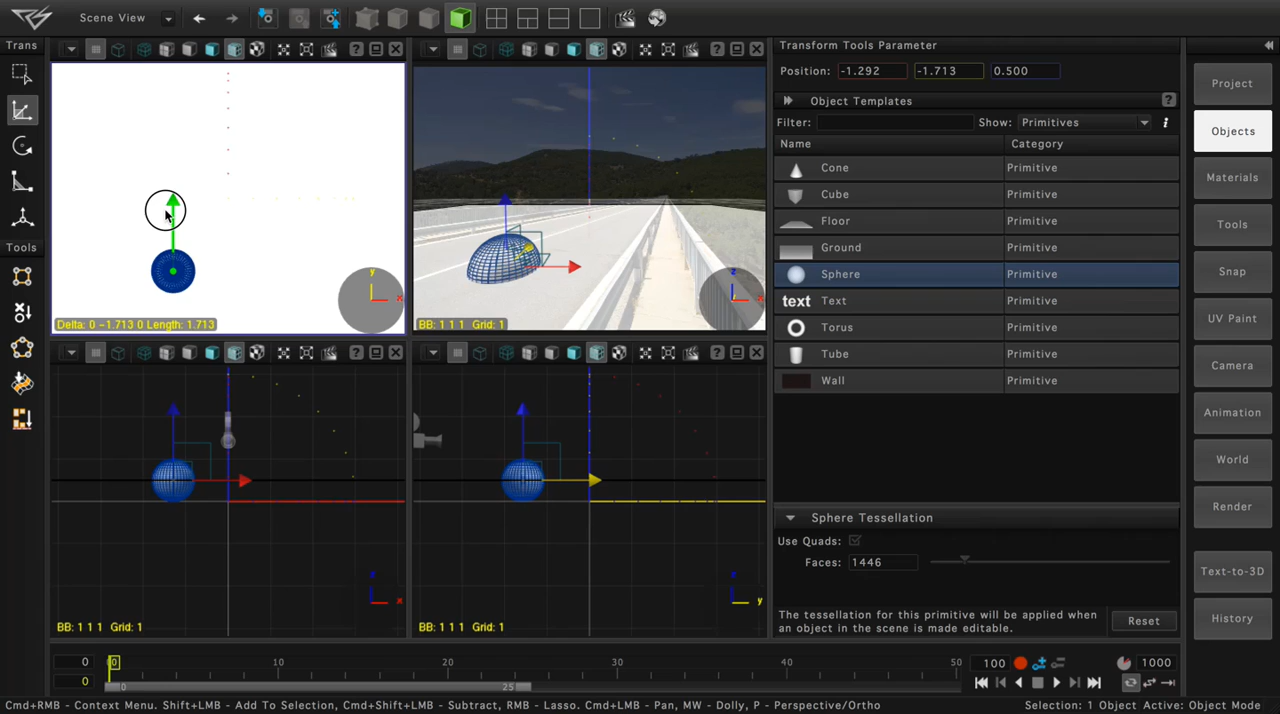 Scene View
Trans
Tools
Delta: 0 -1.713 0 Length: 1.713
y
x
BB: 1 1 1 Grid: 1
z
x
BB: 1 1 1 Grid: 1
z
x
BB: 1 1 1 Grid: 1
z
y
Transform Tools Parameter
Position: -1.292 -1.713 0.500
Object Templates ?
Filter: Show: Primitives i
Name Category
Cone Primitive
Cube Primitive
Floor Primitive
Ground Primitive
Sphere Primitive
text Text Primitive
Torus Primitive
Tube Primitive
Wall Primitive
Sphere Tessellation
Use Quads:
Faces: 1446
The tessellation for this primitive will be applied when
an object in the scene is made editable.
Reset
Project
Objects
Materials
Tools
Snap
UV Paint
Camera
Animation
World
Render
Text-to-3D
History
0 0 10 20 30 40 50 100 1000
0 0 25
Cmd+RMB - Context Menu. Shift+LMB - Add To Selection, Cmd+Shift+LMB - Subtract, RB - Lasso. Cmd+LMB - Pan, MW - Dolly, P - Perspective/Ortho
Selection: 1 Object Active: Object Mode